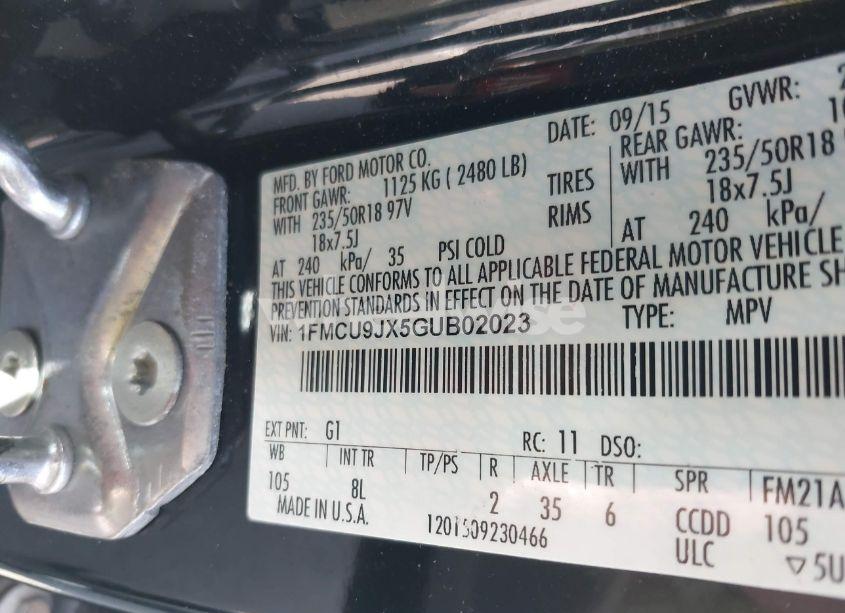 MFD. BY FORD MOTOR CO.
DATE: 09/15
GVWR:
FRONT GAWR: 1125 KG ( 2480 LB)
REAR GAWR:
WITH 235/50R18 97V TIRES
WITH 235/50R18
18x7.5J RIMS
18x7.5J
AT 240 kPa/ 35 PSI COLD
AT 240 kPa/
THIS VEHICLE CONFORMS TO ALL APPLICABLE FEDERAL MOTOR VEHICLE
PREVENTION STANDARDS IN EFFECT ON THE DATE OF MANUFACTURE SH
VIN: 1FMCU9JX5GUB02023
TYPE: MPV
EXT PNT: G1
RC: 11 DSO:
WB INT TR TP/PS R AXLE TR SPR FM21A
105 8L 2 35 6 CCDD 105
MADE IN U.S.A. 1201509230466 ULC ▽5U